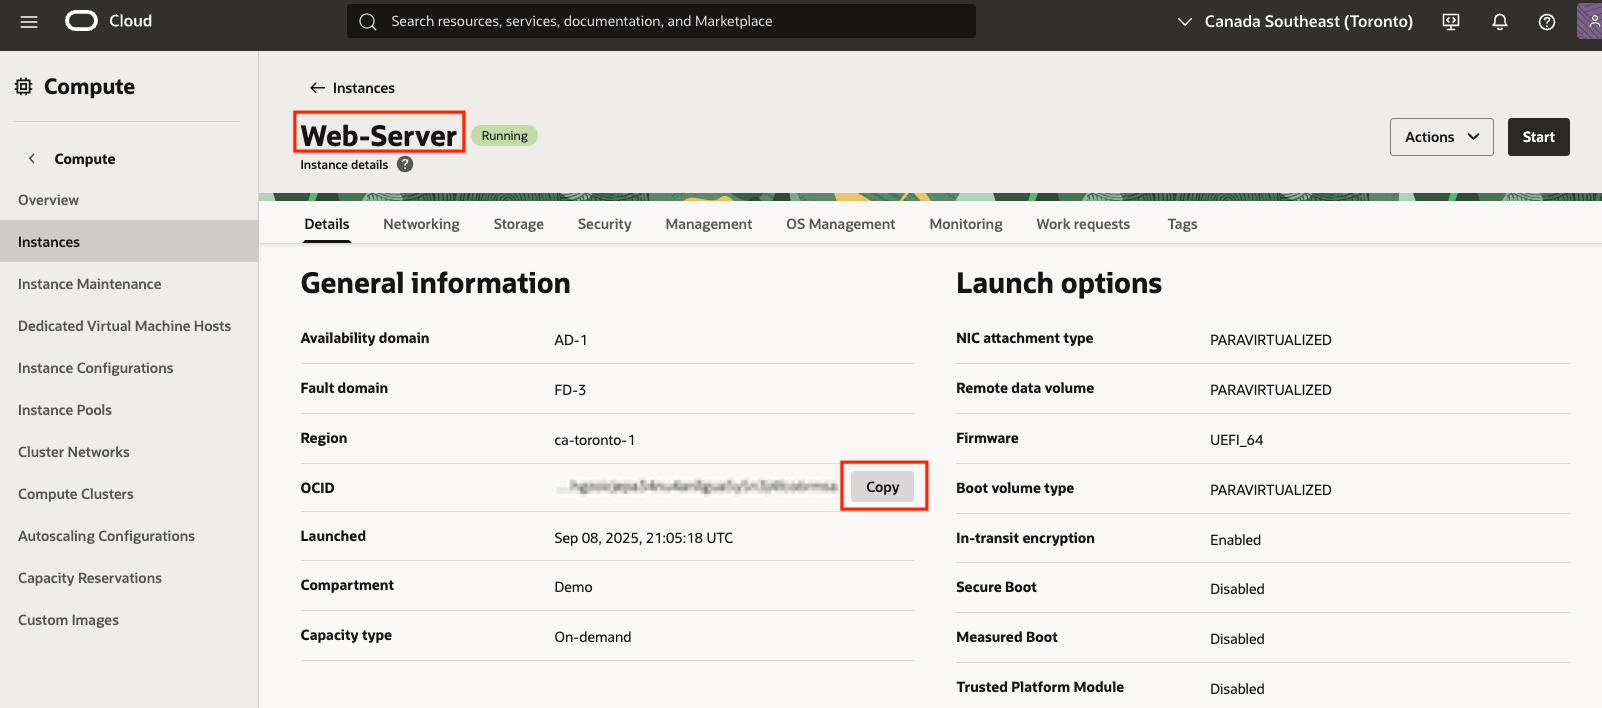 Cloud
Search resources, services, documentation, and Marketplace
Canada Southeast (Toronto)
Compute
Compute
Overview
Instances
Instance Maintenance
Dedicated Virtual Machine Hosts
Instance Configurations
Instance Pools
Cluster Networks
Compute Clusters
Autoscaling Configurations
Capacity Reservations
Custom Images
Instances
Web-Server Running
Instance details ?
Actions Start
Details Networking Storage Security Management OS Management Monitoring Work requests Tags
General information
Availability domain AD-1
Fault domain FD-3
Region ca-toronto-1
OCID Copy
Launched Sep 08, 2025, 21:05:18 UTC
Compartment Demo
Capacity type On-demand
Launch options
NIC attachment type PARAVIRTUALIZED
Remote data volume PARAVIRTUALIZED
Firmware UEFI_64
Boot volume type PARAVIRTUALIZED
In-transit encryption Enabled
Secure Boot Disabled
Measured Boot Disabled
Trusted Platform Module Disabled